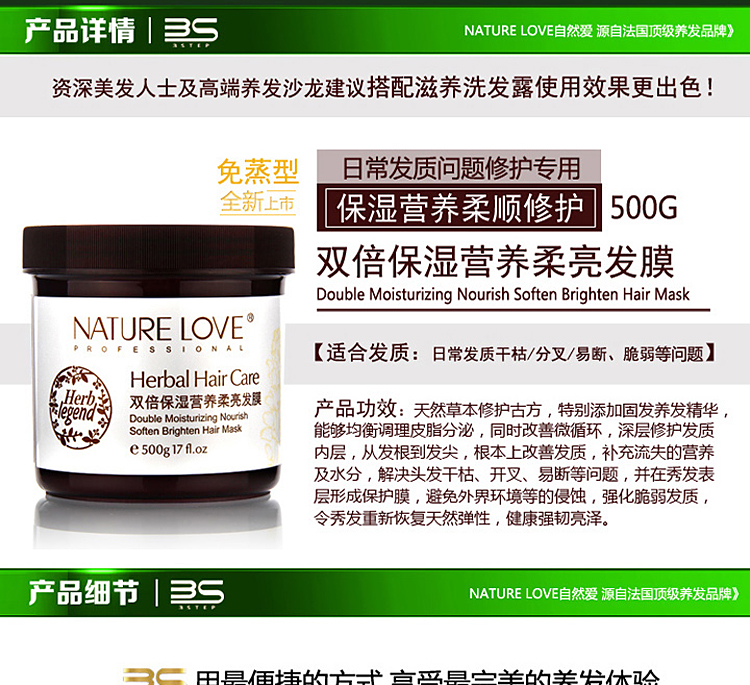 产品详情 | 3S
3STEP
NATURE LOVE自然爱 源自法国顶级养发品牌》
资深美发人士及高端养发沙龙建议搭配滋养洗发露使用效果更出色！
免蒸型
全新上市
日常发质问题修护专用
保湿营养柔顺修护 500G
双倍保湿营养柔亮发膜
Double Moisturizing Nourish Soften Brighten Hair Mask
【适合发质：日常发质干枯/分叉/易断、脆弱等问题】
NATURE LOVE®
PROFESSIONAL
Herbal Hair Care
双倍保湿营养柔亮发膜
Double Moisturizing Nourish
Soften Brighten Hair Mask
e 500g 17 fl.oz
Herb
legend
产品功效：天然草本修护古方，特别添加固发养发精华，
能够均衡调理皮脂分泌，同时改善微循环，深层修护发质
内层，从发根到发尖，根本上改善发质，补充流失的营养
及水分，解决头发干枯、开叉、易断等问题，并在秀发表
层形成保护膜，避免外界环境等的侵蚀，强化脆弱发质，
令秀发重新恢复天然弹性，健康强韧亮泽。
产品细节 | 3S
3STEP
NATURE LOVE自然爱 源自法国顶级养发品牌》
3S 用最便捷的方式 享受最完美的养发体验